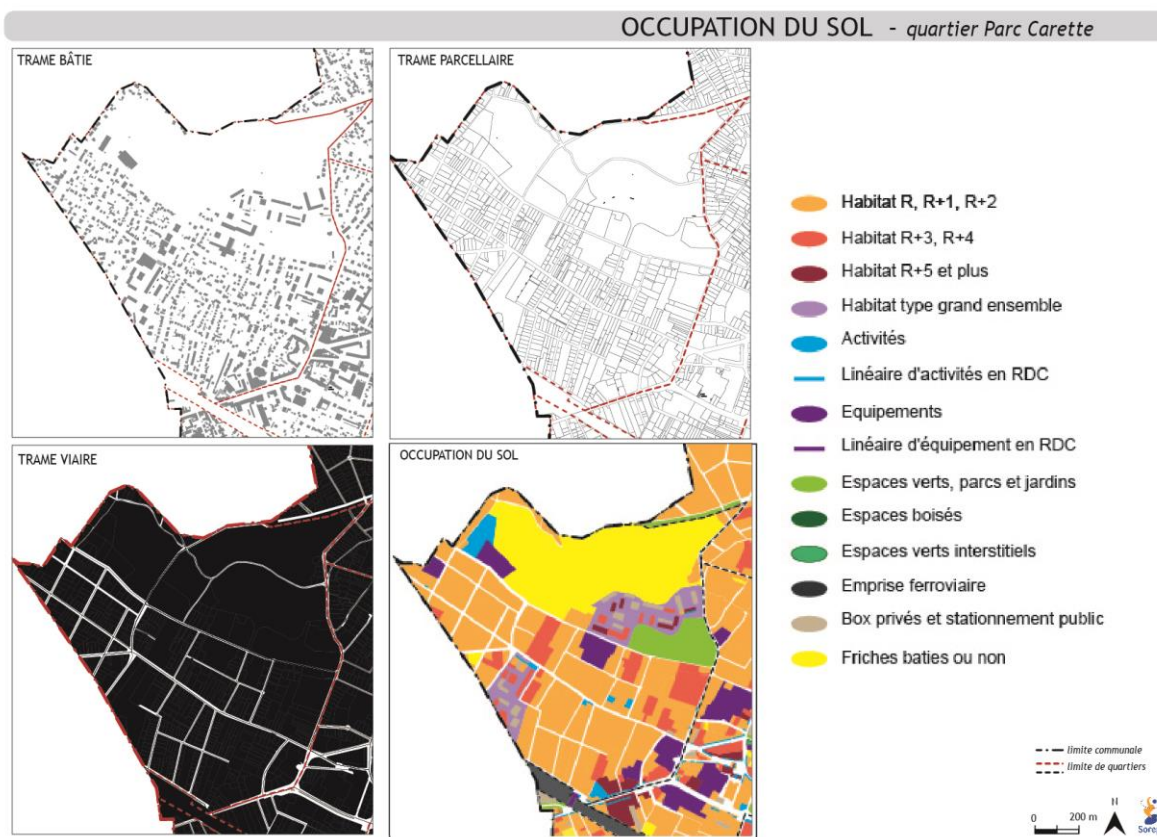 OCCUPATION DU SOL - quartier Parc Carette
TRAME BÂTIE
TRAME PARCELLAIRE
TRAME VIAIRE
OCCUPATION DU SOL
Habitat R, R+1, R+2
Habitat R+3, R+4
Habitat R+5 et plus
Habitat type grand ensemble
Activités
Linéaire d'activités en RDC
Equipements
Linéaire d'équipement en RDC
Espaces verts, parcs et jardins
Espaces boisés
Espaces verts interstitiels
Emprise ferroviaire
Box privés et stationnement public
Friches baties ou non
limite communale
limite de quartiers
N
0 200 m